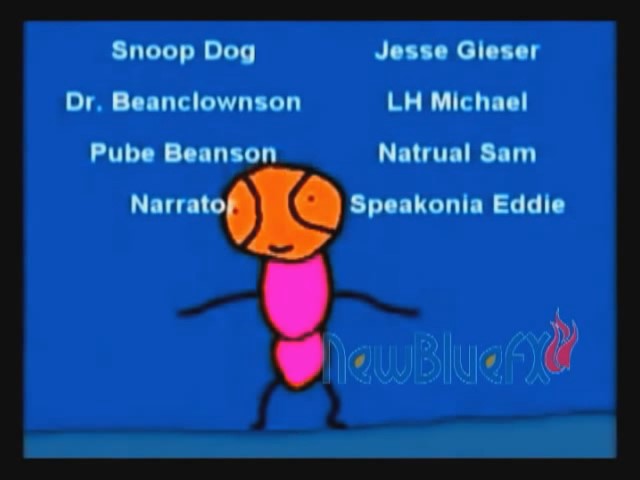 Snoop Dog Jesse Gieser
Dr. Beanclownson LH Michael
Pube Beanson Natrual Sam
Narrator Speakonia Eddie
NewBlueFX